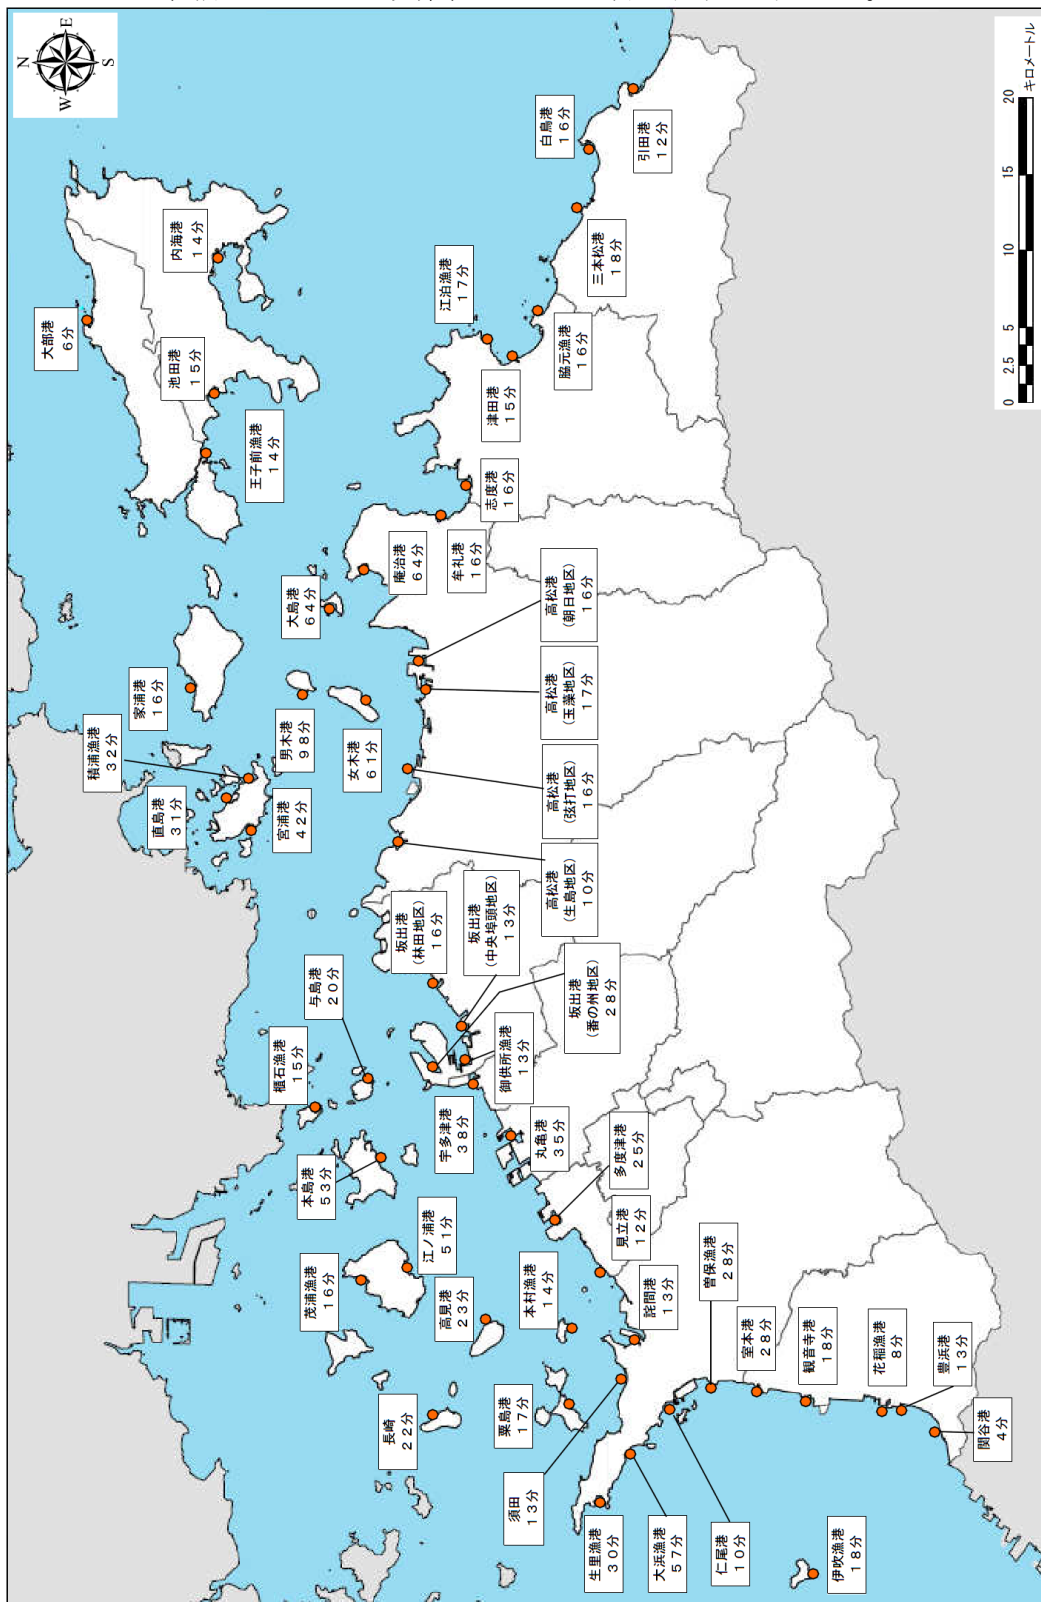 N
E
S
W
大部港
6分
内海港
14分
池田港
15分
王子前漁港
14分
家浦港
16分
積浦漁港
32分
直島港
31分
宮浦港
42分
男木港
98分
女木港
61分
大島港
64分
庵治港
64分
牟礼港
16分
志度港
16分
江泊漁港
17分
津田港
15分
脇元漁港
16分
三本松港
18分
白鳥港
16分
引田港
12分
高松港
(朝日地区)
16分
高松港
(玉藻地区)
17分
高松港
(弦打地区)
16分
高松港
(生島地区)
10分
坂出港
(林田地区)
16分
坂出港
(中央埠頭地区)
13分
坂出港
(番の州地区)
28分
御供所漁港
13分
宇多津港
38分
与島港
20分
櫃石漁港
15分
本島港
53分
丸亀港
35分
多度津港
25分
見立港
12分
江ノ浦港
51分
茂浦漁港
16分
高見港
23分
本村漁港
14分
詫間港
13分
長崎
22分
粟島港
17分
須田
13分
生里漁港
30分
大浜漁港
57分
仁尾港
10分
曽保漁港
28分
室本港
28分
観音寺港
18分
花稲漁港
8分
豊浜港
13分
関谷港
4分
伊吹漁港
18分
0 2.5 5 10 15 20
キロメートル